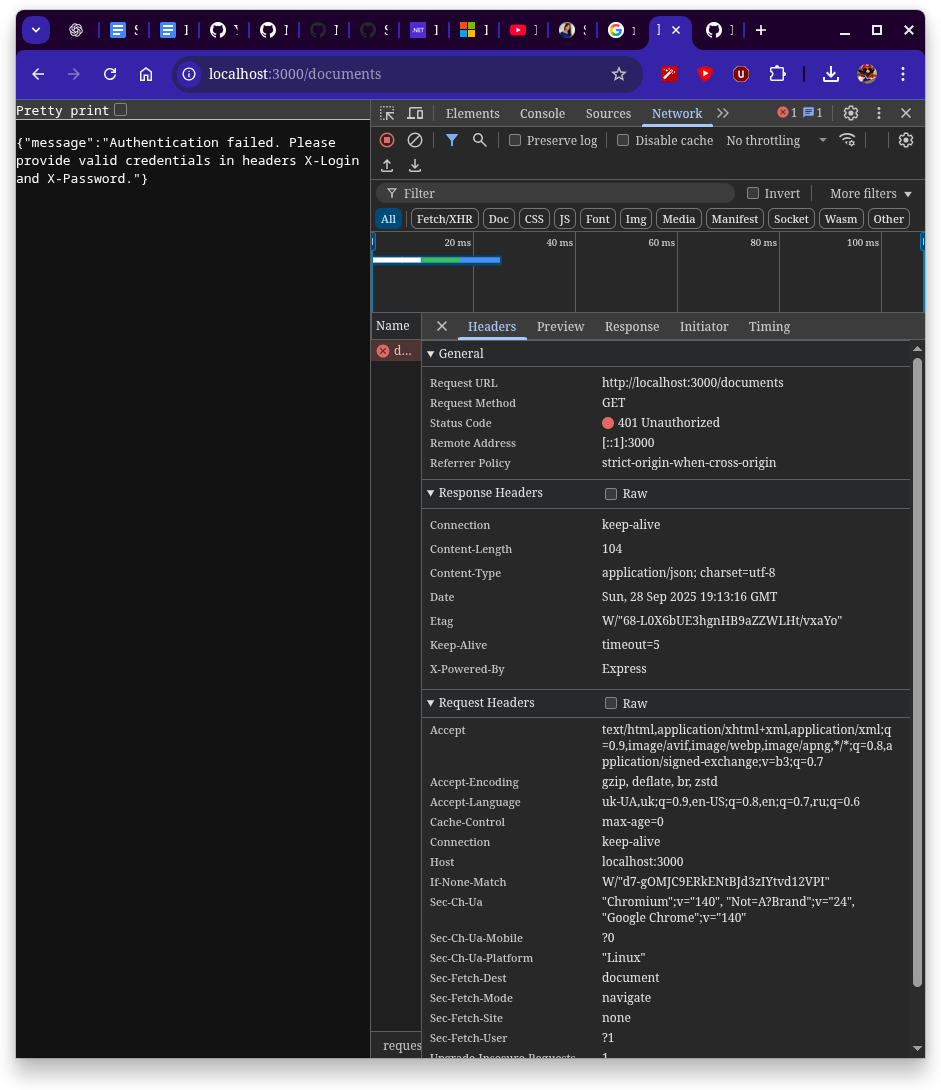 localhost:3000/documents
Pretty print
{"message":"Authentication failed. Please
provide valid credentials in headers X-Login
and X-Password."}
Elements Console Sources Network 1 1
Preserve log Disable cache No throttling
Filter Invert More filters
All Fetch/XHR Doc CSS JS Font Img Media Manifest Socket Wasm Other
20 ms 40 ms 60 ms 80 ms 100 ms
Name Headers Preview Response Initiator Timing
d...
General
Request URL http://localhost:3000/documents
Request Method GET
Status Code 401 Unauthorized
Remote Address [::1]:3000
Referrer Policy strict-origin-when-cross-origin
Response Headers Raw
Connection keep-alive
Content-Length 104
Content-Type application/json; charset=utf-8
Date Sun, 28 Sep 2025 19:13:16 GMT
Etag W/"68-L0X6bUE3hgnHB9aZZWLHt/vxaYo"
Keep-Alive timeout=5
X-Powered-By Express
Request Headers Raw
Accept text/html,application/xhtml+xml,application/xml;q
=0.9,image/avif,image/webp,image/apng,*/*;q=0.8,a
pplication/signed-exchange;v=b3;q=0.7
Accept-Encoding gzip, deflate, br, zstd
Accept-Language uk-UA,uk;q=0.9,en-US;q=0.8,en;q=0.7,ru;q=0.6
Cache-Control max-age=0
Connection keep-alive
Host localhost:3000
If-None-Match W/"d7-gOMJC9ERkENtBJd3zIYtvd12VPI"
Sec-Ch-Ua "Chromium";v="140", "Not=A?Brand";v="24",
"Google Chrome";v="140"
Sec-Ch-Ua-Mobile ?0
Sec-Ch-Ua-Platform "Linux"
Sec-Fetch-Dest document
Sec-Fetch-Mode navigate
Sec-Fetch-Site none
Sec-Fetch-User ?1
Upgrade-Insecure-Requests 1
reques